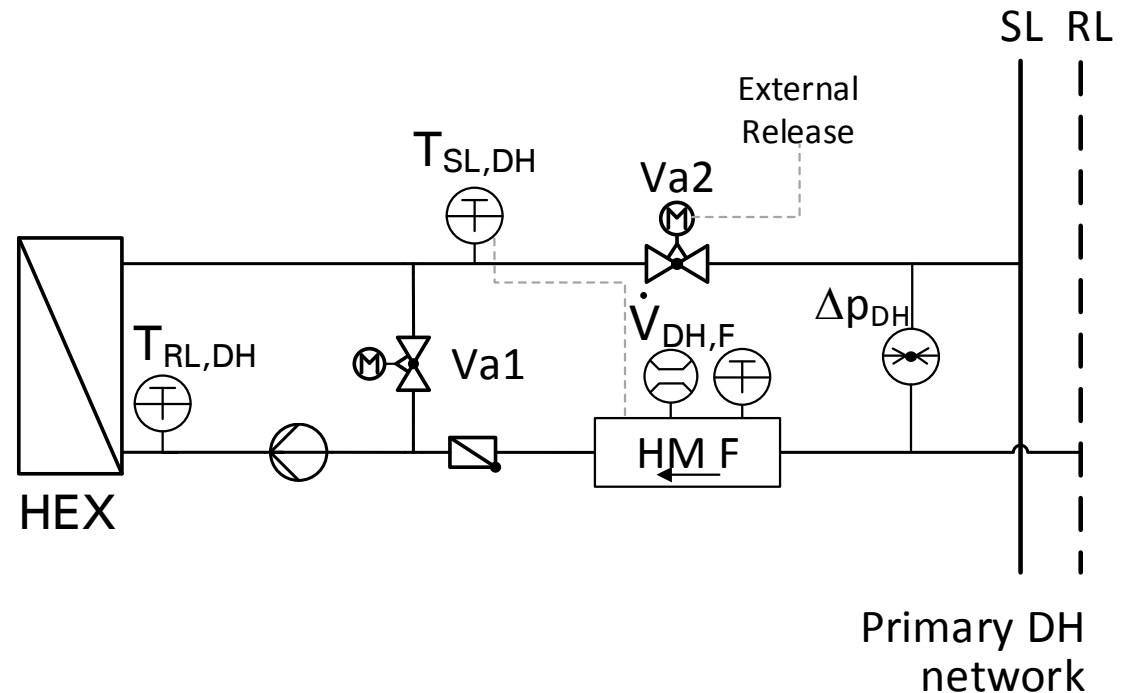 SL RL
External
Release
T_SL,DH
Va2
M
T
Δp_DH
V̇_DH,F
T_RL,DH
M
Va1
T
T
HM F
HEX
Primary DH
network